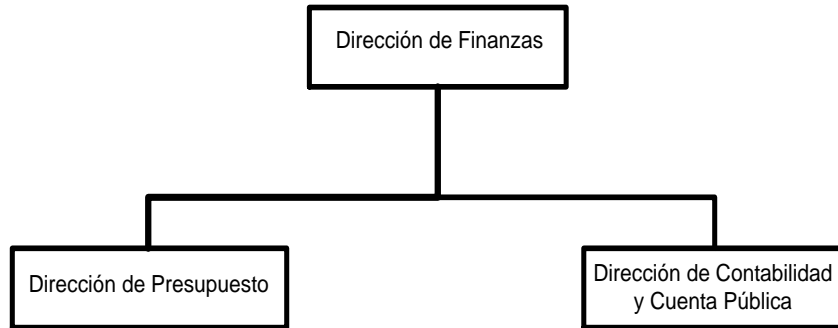 Dirección de Finanzas
Dirección de Presupuesto
Dirección de Contabilidad
y Cuenta Pública